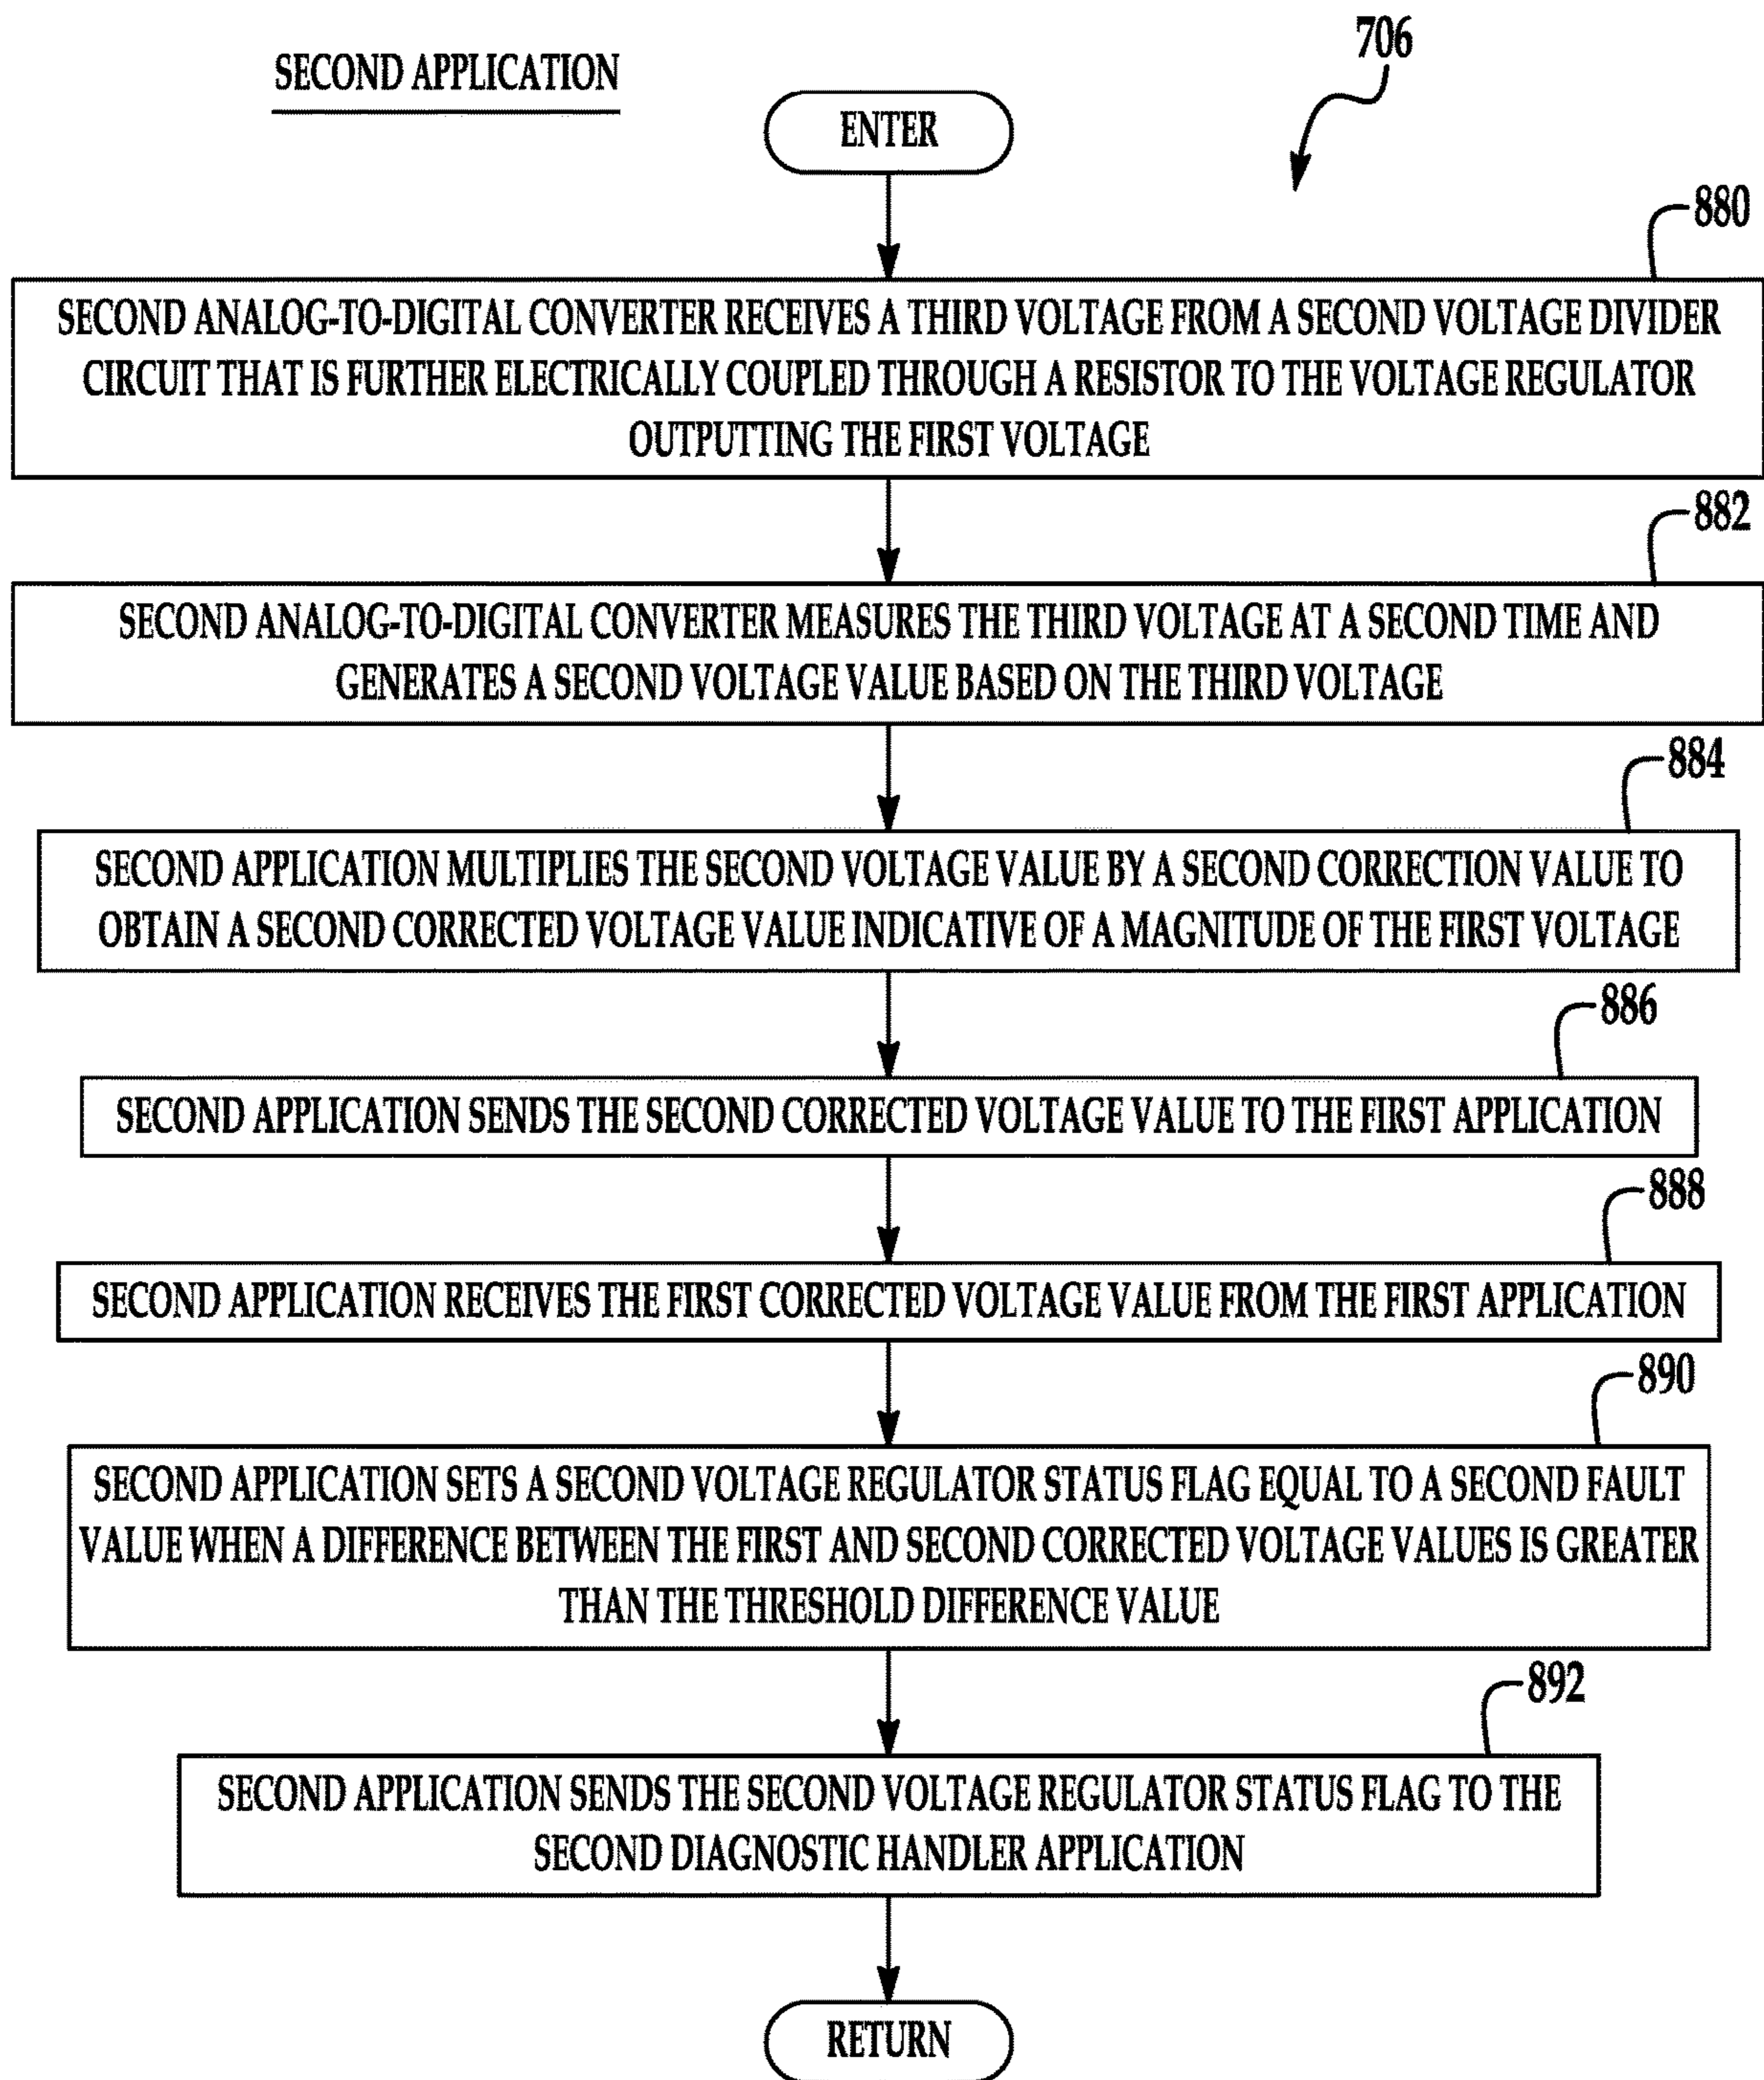 SECOND APPLICATION
706
ENTER
880
SECOND ANALOG-TO-DIGITAL CONVERTER RECEIVES A THIRD VOLTAGE FROM A SECOND VOLTAGE DIVIDER
CIRCUIT THAT IS FURTHER ELECTRICALLY COUPLED THROUGH A RESISTOR TO THE VOLTAGE REGULATOR
OUTPUTTING THE FIRST VOLTAGE
882
SECOND ANALOG-TO-DIGITAL CONVERTER MEASURES THE THIRD VOLTAGE AT A SECOND TIME AND
GENERATES A SECOND VOLTAGE VALUE BASED ON THE THIRD VOLTAGE
884
SECOND APPLICATION MULTIPLIES THE SECOND VOLTAGE VALUE BY A SECOND CORRECTION VALUE TO
OBTAIN A SECOND CORRECTED VOLTAGE VALUE INDICATIVE OF A MAGNITUDE OF THE FIRST VOLTAGE
886
SECOND APPLICATION SENDS THE SECOND CORRECTED VOLTAGE VALUE TO THE FIRST APPLICATION
888
SECOND APPLICATION RECEIVES THE FIRST CORRECTED VOLTAGE VALUE FROM THE FIRST APPLICATION
890
SECOND APPLICATION SETS A SECOND VOLTAGE REGULATOR STATUS FLAG EQUAL TO A SECOND FAULT
VALUE WHEN A DIFFERENCE BETWEEN THE FIRST AND SECOND CORRECTED VOLTAGE VALUES IS GREATER
THAN THE THRESHOLD DIFFERENCE VALUE
892
SECOND APPLICATION SENDS THE SECOND VOLTAGE REGULATOR STATUS FLAG TO THE
SECOND DIAGNOSTIC HANDLER APPLICATION
RETURN